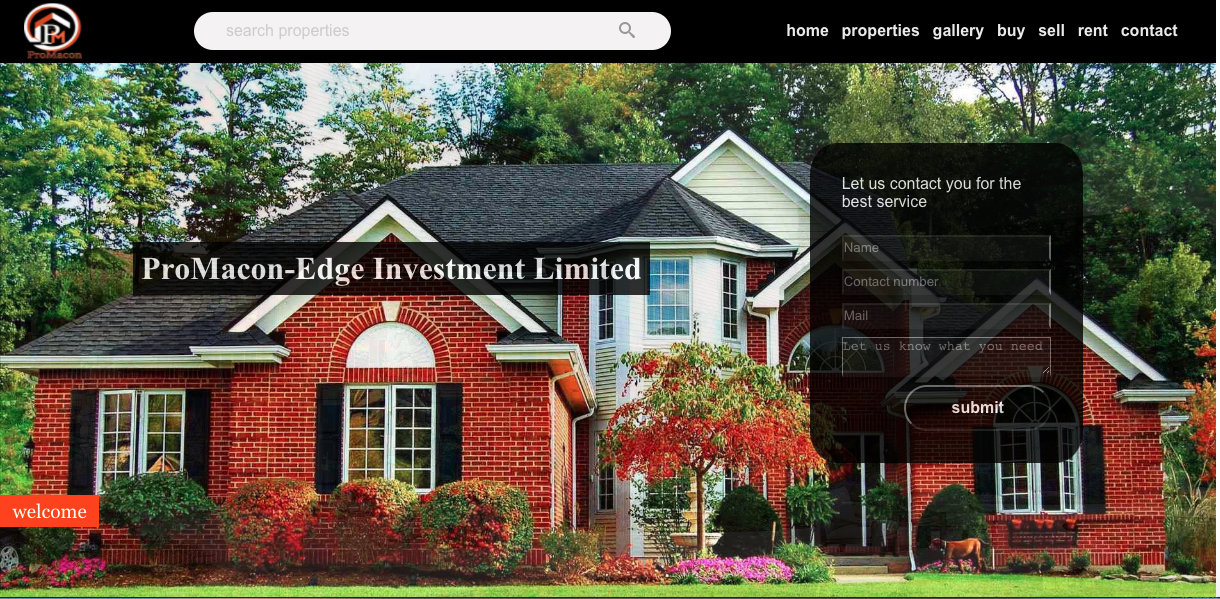 PM
ProMacon
search properties
home properties gallery buy sell rent contact
Let us contact you for the
best service
ProMacon-Edge Investment Limited
Name
Contact number
Mail
Let us know what you need
submit
welcome